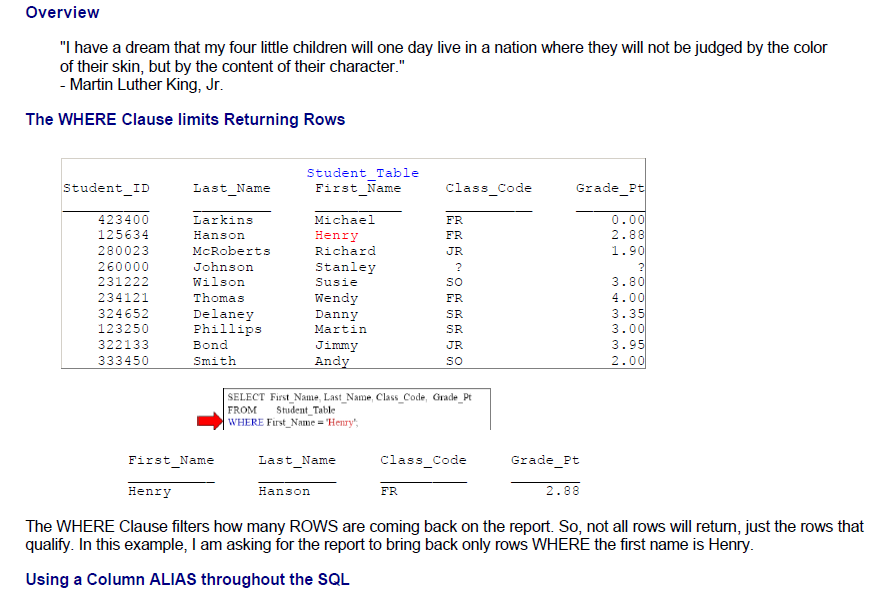 Overview
"I have a dream that my four little children will one day live in a nation where they will not be judged by the color
of their skin, but by the content of their character."
- Martin Luther King, Jr.
The WHERE Clause limits Returning Rows
Student_Table
Student_ID Last_Name First_Name Class_Code Grade_Pt
423400 Larkins Michael FR 0.00
125634 Hanson Henry FR 2.88
280023 McRoberts Richard JR 1.90
260000 Johnson Stanley ? ?
231222 Wilson Susie SO 3.80
234121 Thomas Wendy FR 4.00
324652 Delaney Danny SR 3.35
123250 Phillips Martin SR 3.00
322133 Bond Jimmy JR 3.95
333450 Smith Andy SO 2.00
SELECT First_Name, Last_Name, Class_Code, Grade_Pt
FROM Student_Table
WHERE First_Name = 'Henry';
First_Name Last_Name Class_Code Grade_Pt
Henry Hanson FR 2.88
The WHERE Clause filters how many ROWS are coming back on the report. So, not all rows will return, just the rows that
qualify. In this example, I am asking for the report to bring back only rows WHERE the first name is Henry.
Using a Column ALIAS throughout the SQL